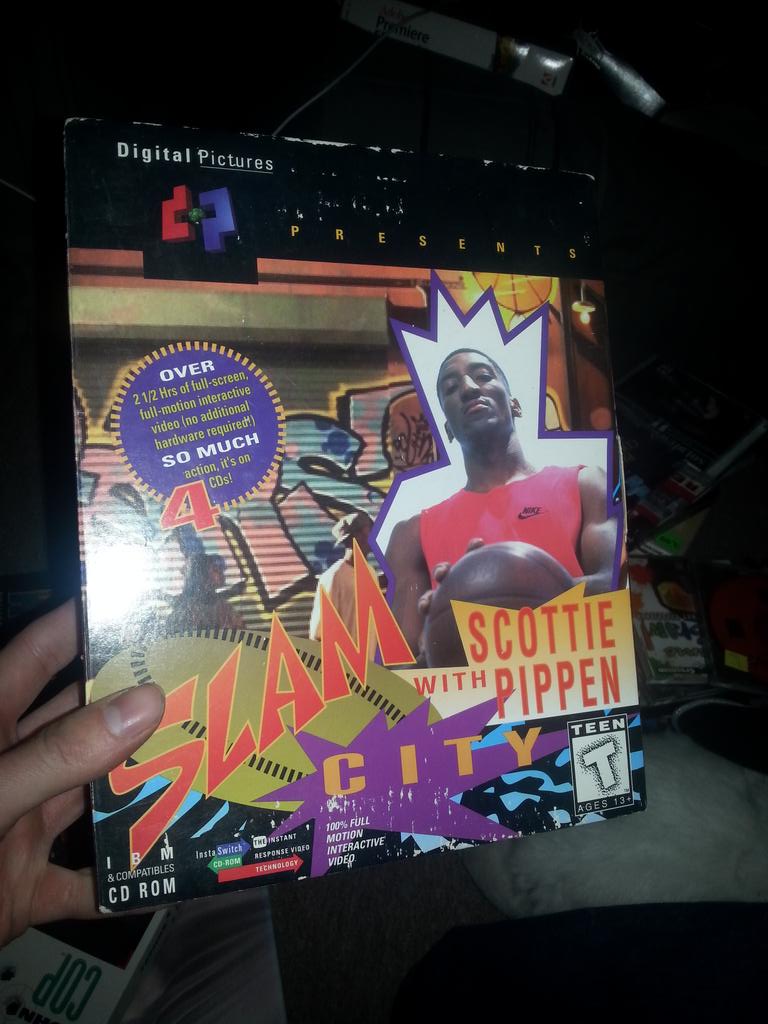 Adobe
Premiere
Digital Pictures
PRESENTS
OVER
2 1/2 Hrs of full-screen,
full-motion interactive
video (no additional
hardware required*)
SO MUCH
action, it's on
4 CDs!
NIKE
SLAM
CITY
WITH
SCOTTIE
PIPPEN
TEEN
T
AGES 13+
IBM
& COMPATIBLES
CD ROM
InstaSwitch
CD-ROM
THE INSTANT
RESPONSE VIDEO
TECHNOLOGY
100% FULL
MOTION
INTERACTIVE
VIDEO
COP